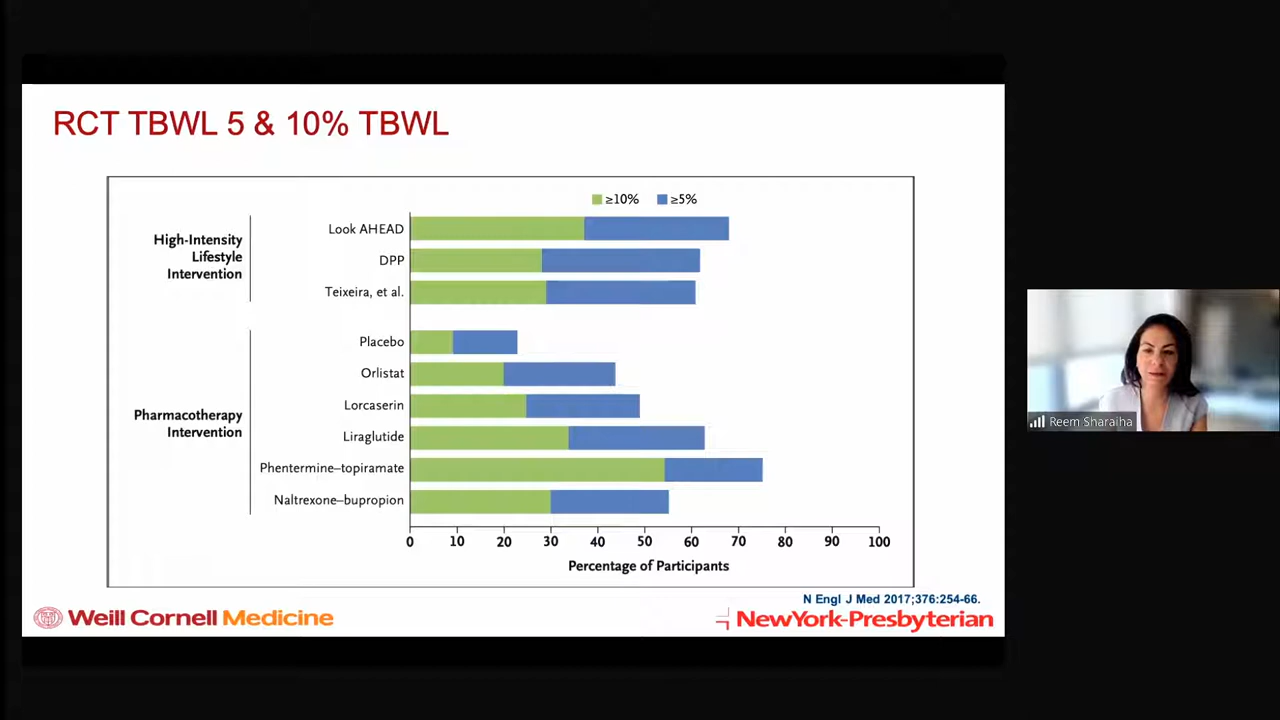 RCT TBWL 5 & 10% TBWL
≥10% ≥5%
High-Intensity
Lifestyle
Intervention
Look AHEAD
DPP
Teixeira, et al.
Pharmacotherapy
Intervention
Placebo
Orlistat
Lorcaserin
Liraglutide
Phentermine–topiramate
Naltrexone–bupropion
0 10 20 30 40 50 60 70 80 90 100
Percentage of Participants
N Engl J Med 2017;376:254-66.
Weill Cornell Medicine
NewYork-Presbyterian
Reem Sharaiha